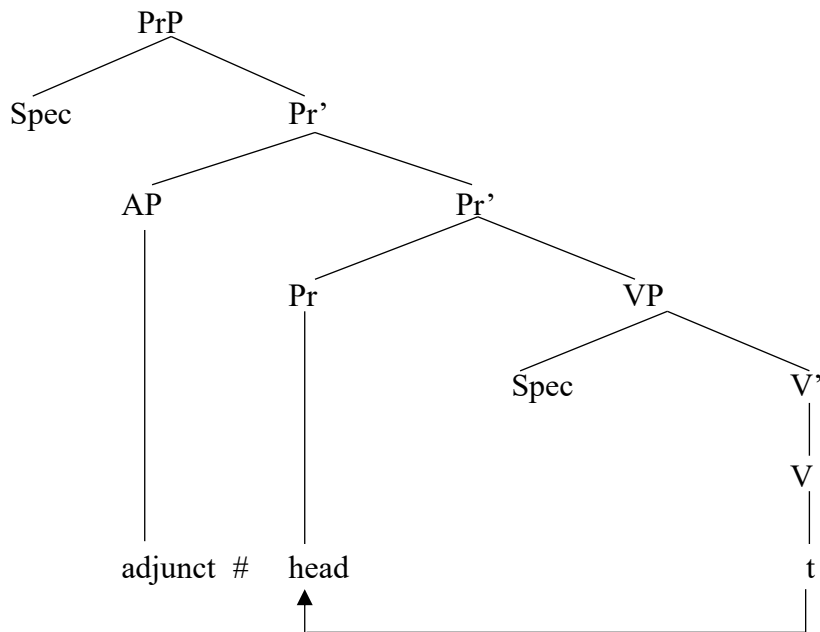 PrP
Spec Pr’
AP Pr’
Pr VP
Spec V’
V
adjunct # head t